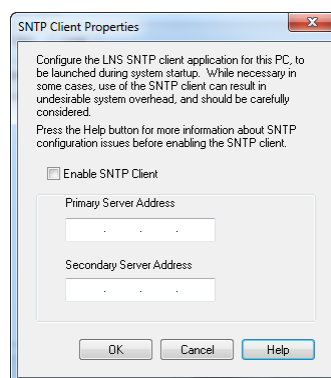 SNTP Client Properties
Configure the LNS SNTP client application for this PC, to
be launched during system startup.  While necessary in
some cases, use of the SNTP client can result in
undesirable system overhead, and should be carefully
considered.
Press the Help button for more information about SNTP
configuration issues before enabling the SNTP client.
Enable SNTP Client
Primary Server Address
. . .
Secondary Server Address
. . .
OK Cancel Help